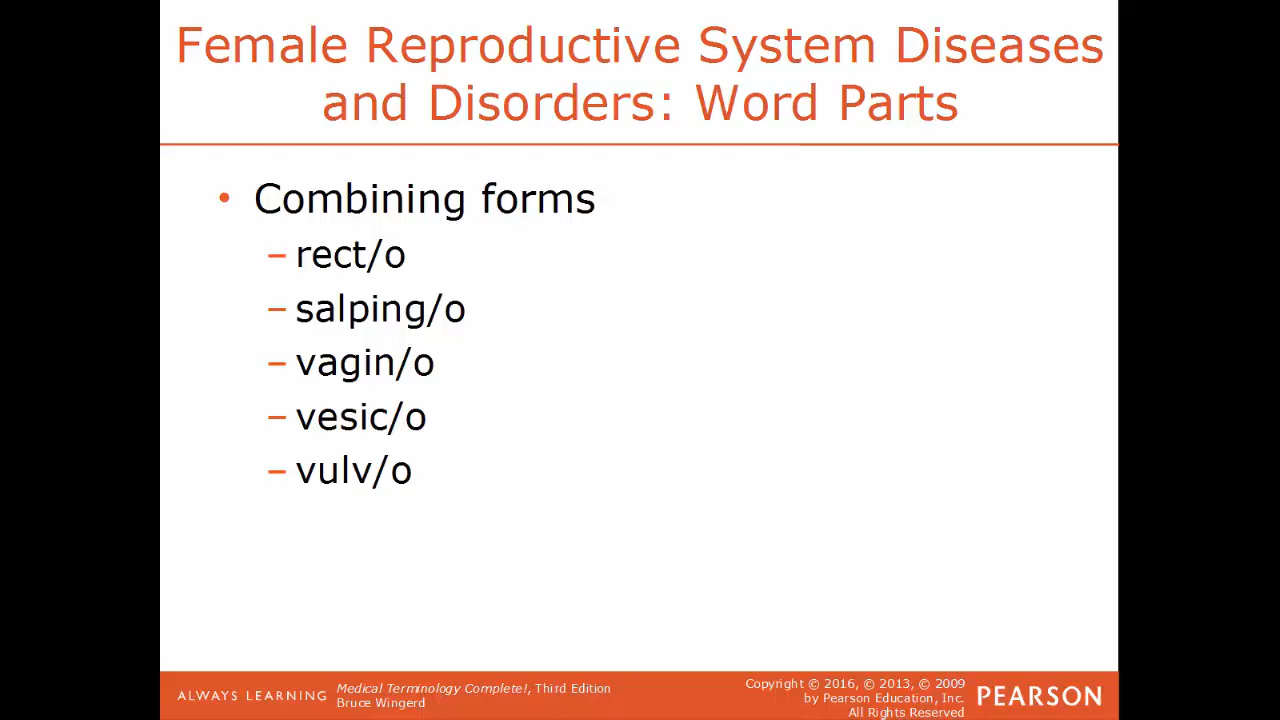 Female Reproductive System Diseases
and Disorders: Word Parts
• Combining forms
– rect/o
– salping/o
– vagin/o
– vesic/o
– vulv/o
ALWAYS LEARNING
Medical Terminology Complete!, Third Edition
Bruce Wingerd
Copyright © 2016, © 2013, © 2009
by Pearson Education, Inc.
All Rights Reserved
PEARSON